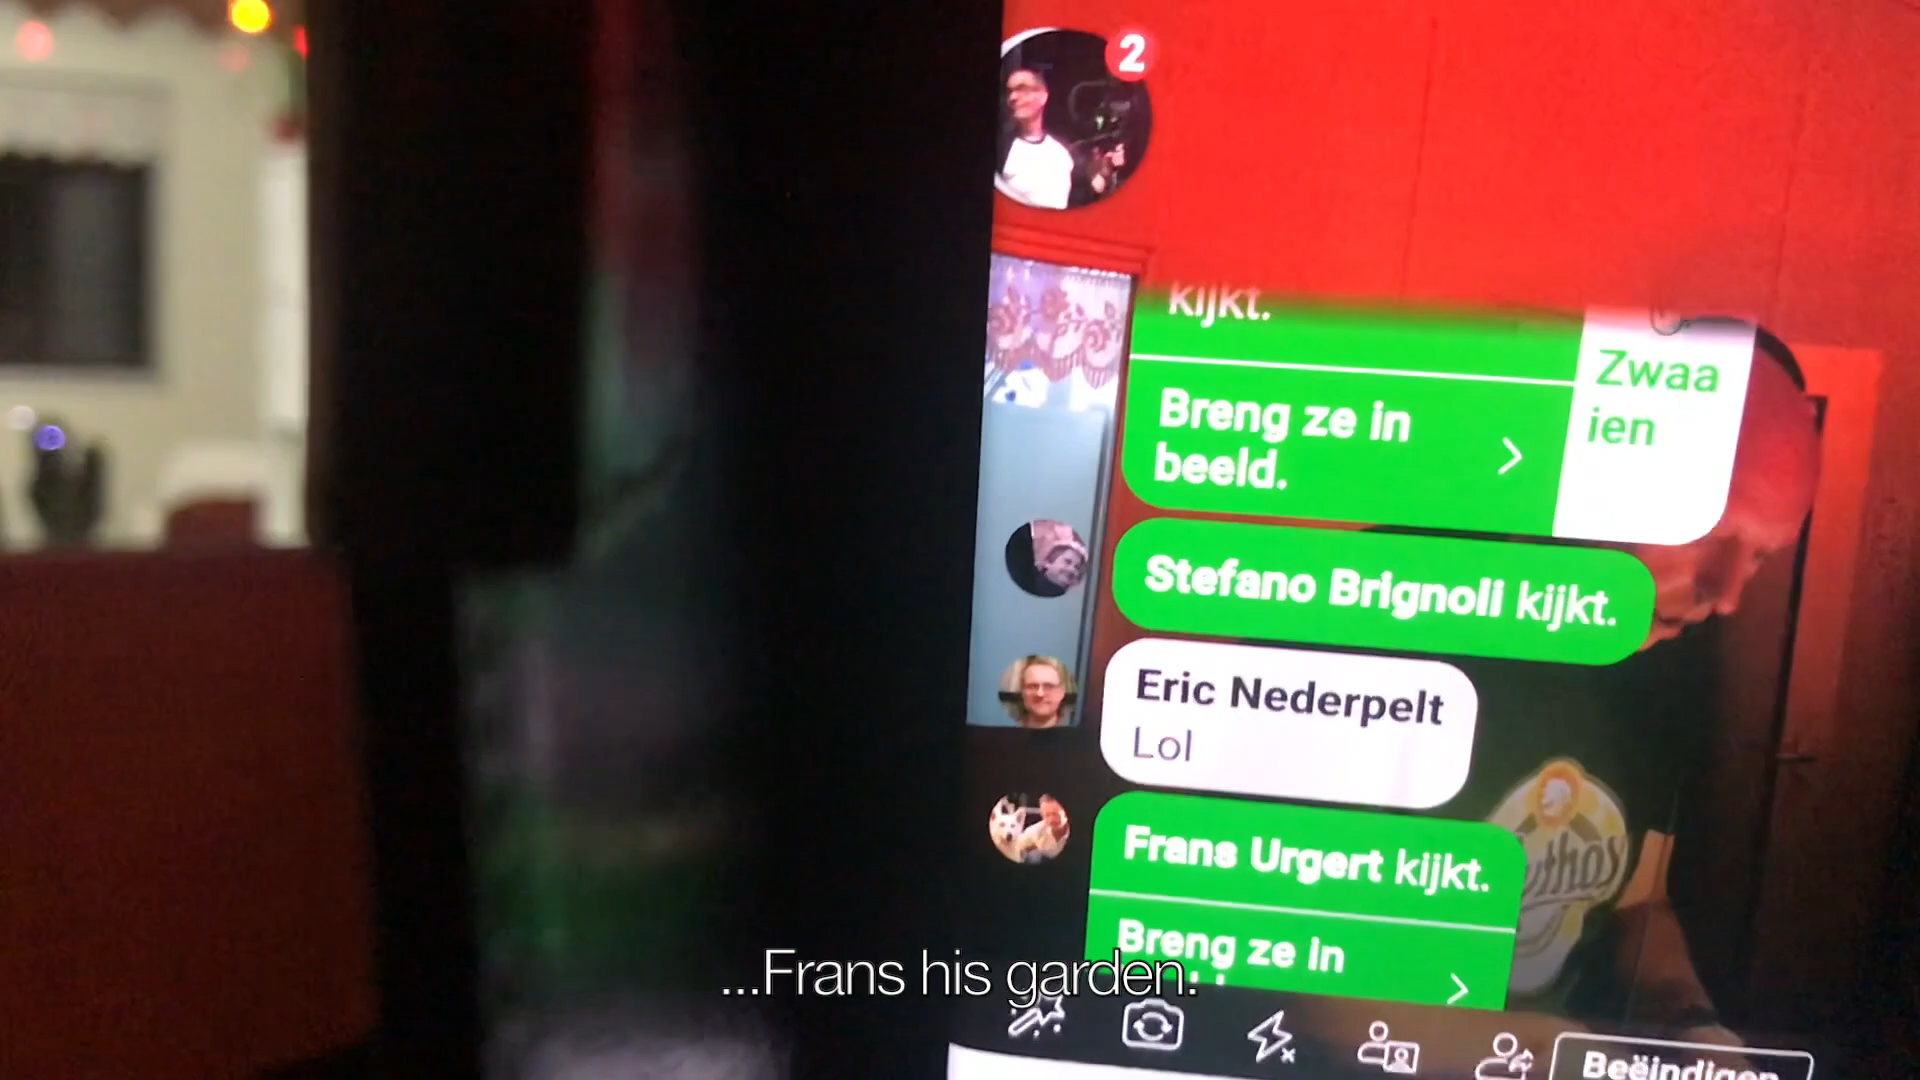 2
kijkt.
Zwaa
ien
Breng ze in
beeld.
Stefano Brignoli kijkt.
Eric Nederpelt
Lol
Frans Urgert kijkt.
Breng ze in
...Frans his garden.
Beëindigen